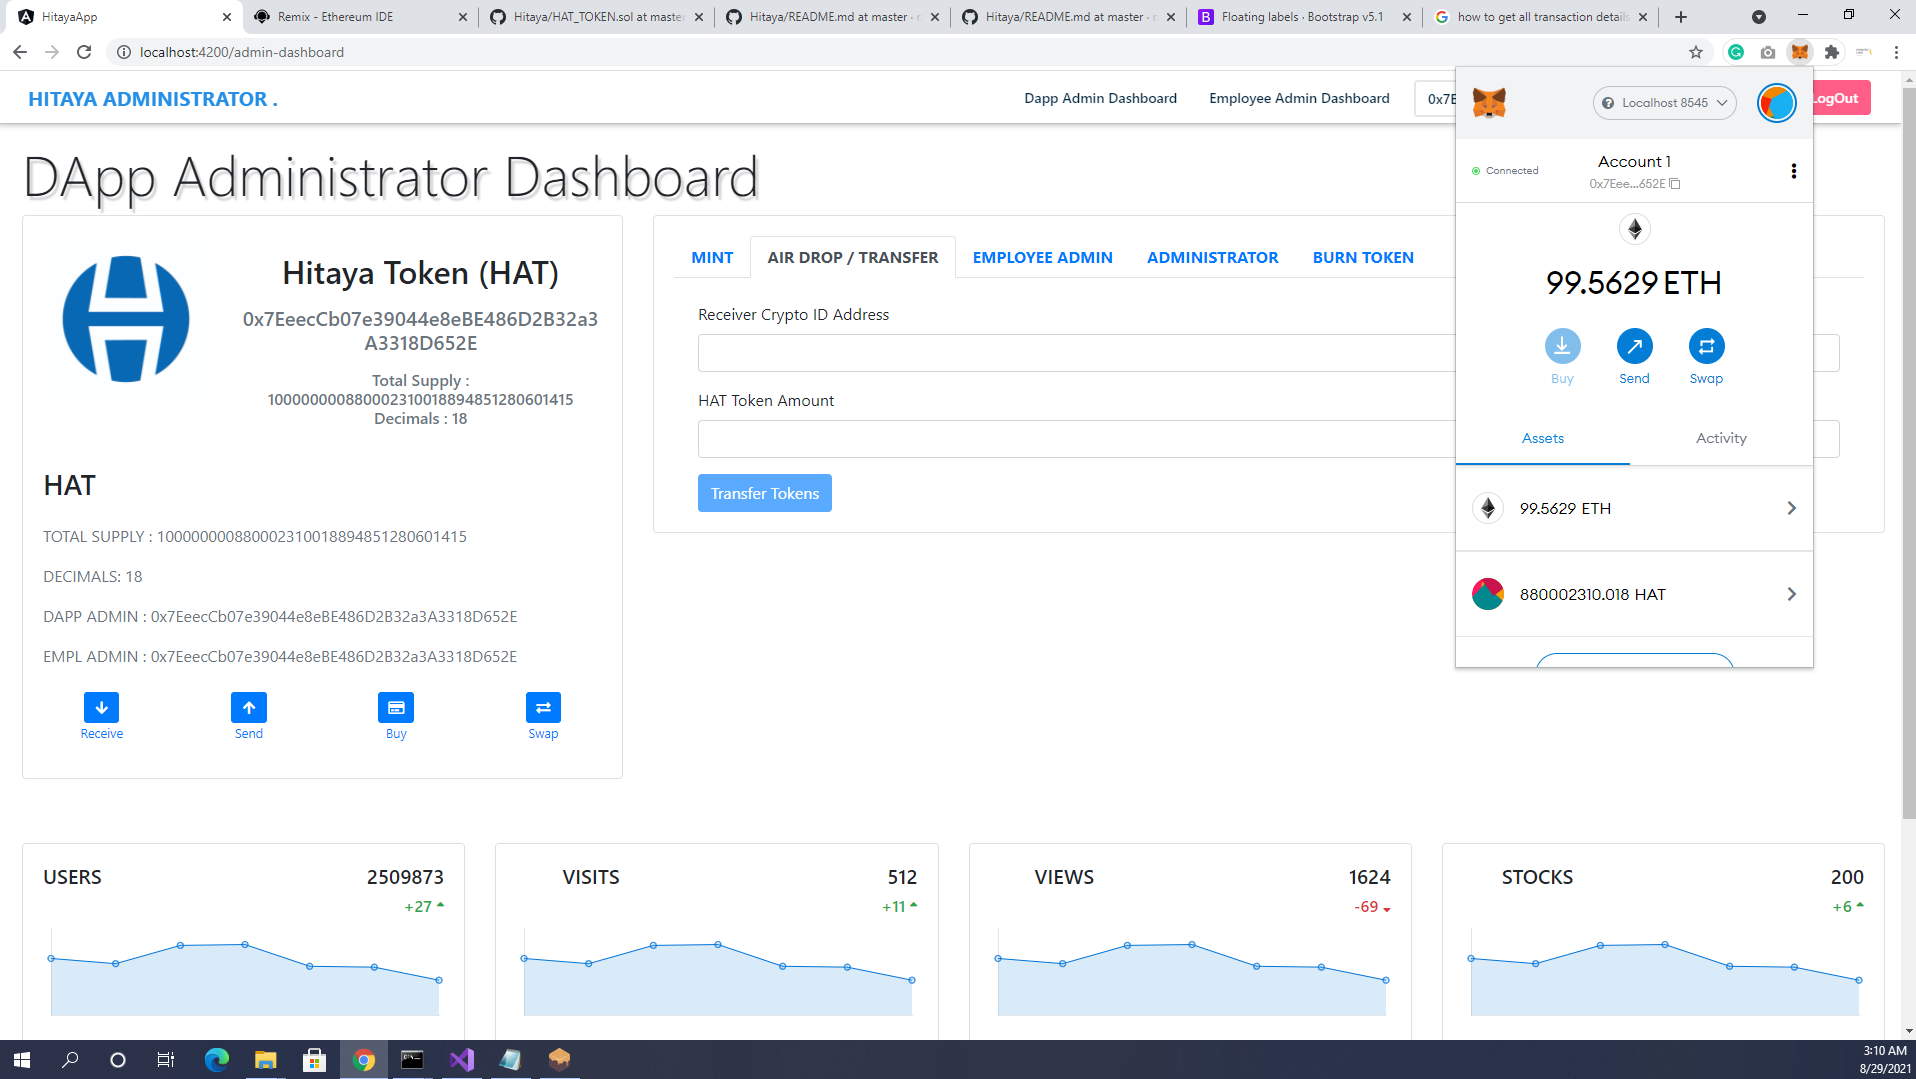 HitayaApp
Remix - Ethereum IDE
Hitaya/HAT_TOKEN.sol at master
Hitaya/README.md at master ·
Hitaya/README.md at master ·
Floating labels · Bootstrap v5.1
how to get all transaction details
localhost:4200/admin-dashboard
HITAYA ADMINISTRATOR .
Dapp Admin Dashboard
Employee Admin Dashboard
0x7E
LogOut
DApp Administrator Dashboard
Hitaya Token (HAT)
0x7EeecCb07e39044e8eBE486D2B32a3
A3318D652E
Total Supply :
1000000008800023100188948512806014​15
Decimals : 18
HAT
TOTAL SUPPLY : 1000000008800023100188948512806014​15
DECIMALS: 18
DAPP ADMIN : 0x7EeecCb07e39044e8eBE486D2B32a3A3318D652E
EMPL ADMIN : 0x7EeecCb07e39044e8eBE486D2B32a3A3318D652E
Receive
Send
Buy
Swap
MINT
AIR DROP / TRANSFER
EMPLOYEE ADMIN
ADMINISTRATOR
BURN TOKEN
Receiver Crypto ID Address
HAT Token Amount
Transfer Tokens
Localhost 8545
Connected
Account 1
0x7Eee...652E
99.5629 ETH
Buy
Send
Swap
Assets
Activity
99.5629 ETH
880002310.018 HAT
USERS
2509873
+27
VISITS
512
+11
VIEWS
1624
-69
STOCKS
200
+6
3:10 AM
8/29/2021